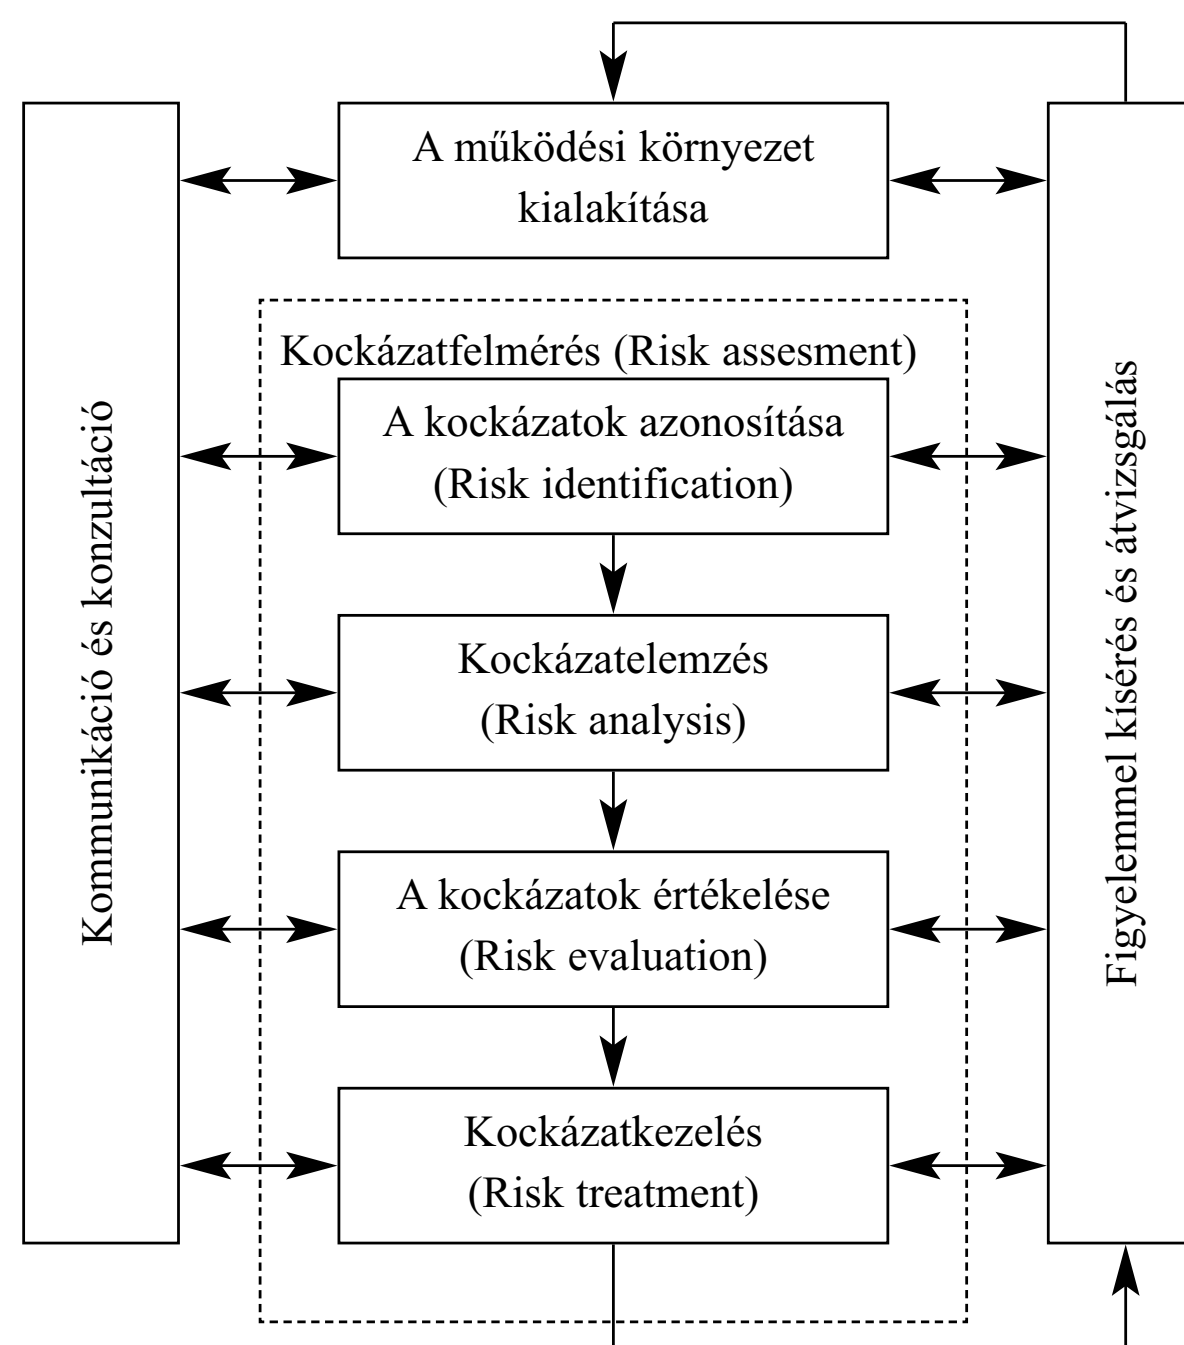 A működési környezet
kialakítása
Kommunikáció és konzultáció
Kockázatfelmérés (Risk assesment)
A kockázatok azonosítása
(Risk identification)
Kockázatelemzés
(Risk analysis)
A kockázatok értékelése
(Risk evaluation)
Kockázatkezelés
(Risk treatment)
Figyelemmel kísérés és átvizsgálás